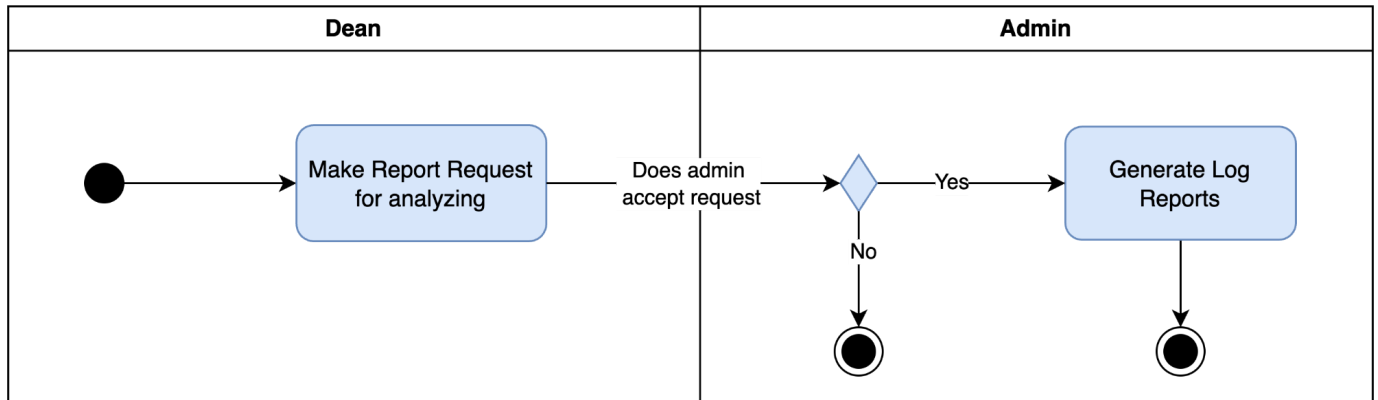 Dean
Admin
Make Report Request
for analyzing
Does admin
accept request
Yes
Generate Log
Reports
No